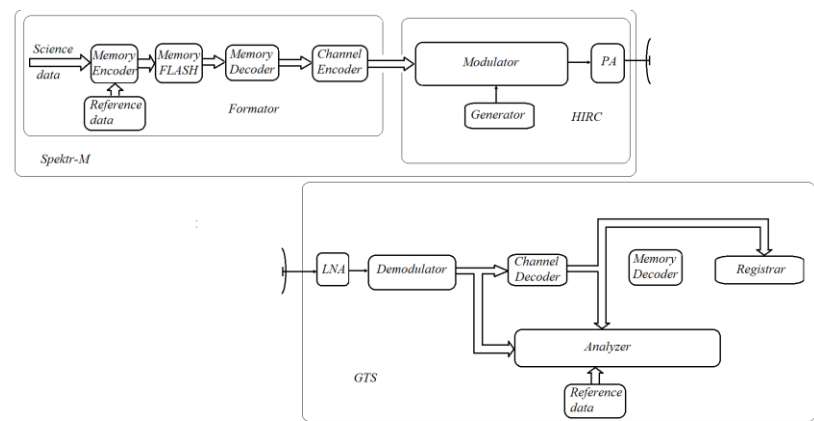 Science
data
Memory
Encoder
Memory
FLASH
Memory
Decoder
Channel
Encoder
Reference
data
Formator
Modulator
PA
Generator
HIRC
Spektr-M
:
LNA
Demodulator
Channel
Decoder
Memory
Decoder
Registrar
Analyzer
GTS
Reference
data